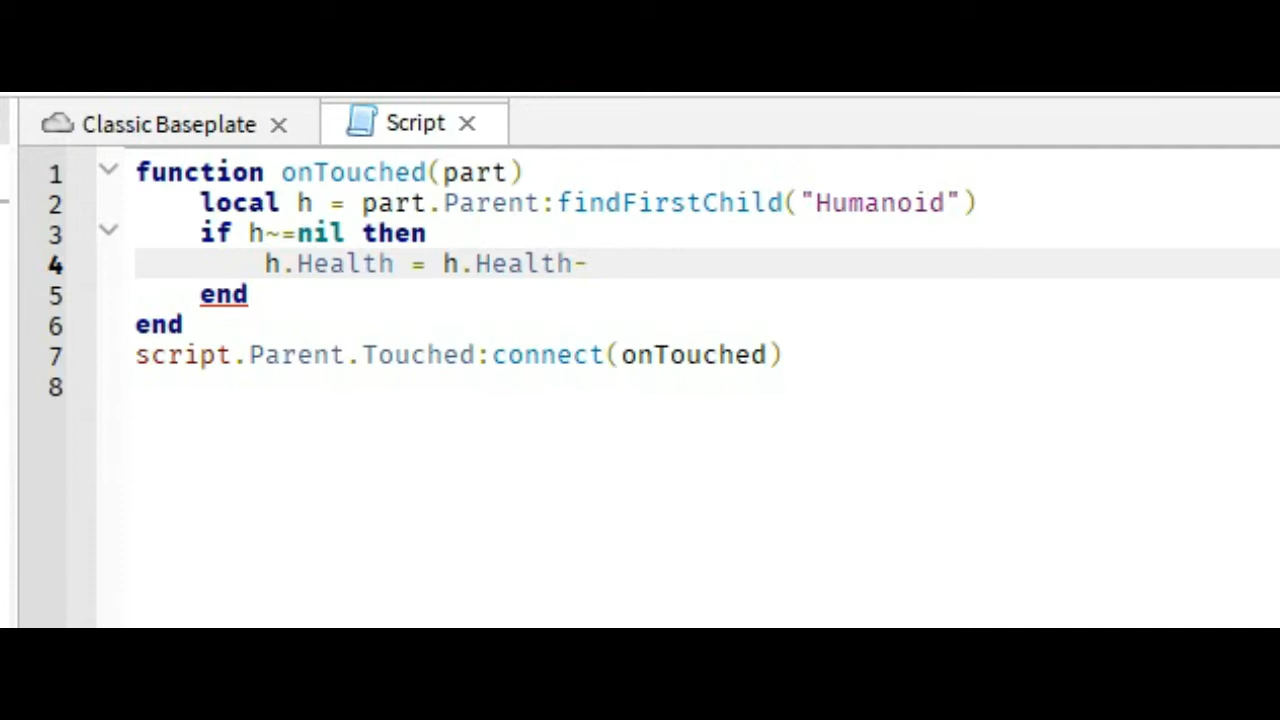 Classic Baseplate × Script ×
1 function onTouched(part)
2 local h = part.Parent:findFirstChild("Humanoid")
3 if h~=nil then
4 h.Health = h.Health-
5 end
6 end
7 script.Parent.Touched:connect(onTouched)
8